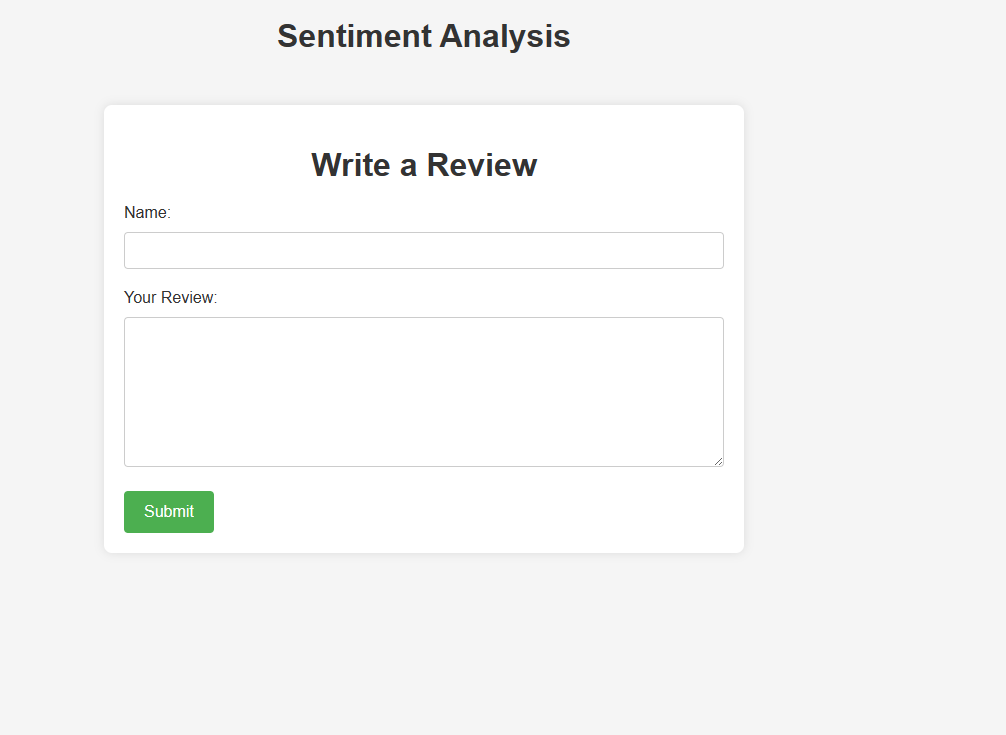 Sentiment Analysis
Write a Review
Name:
Your Review:
Submit